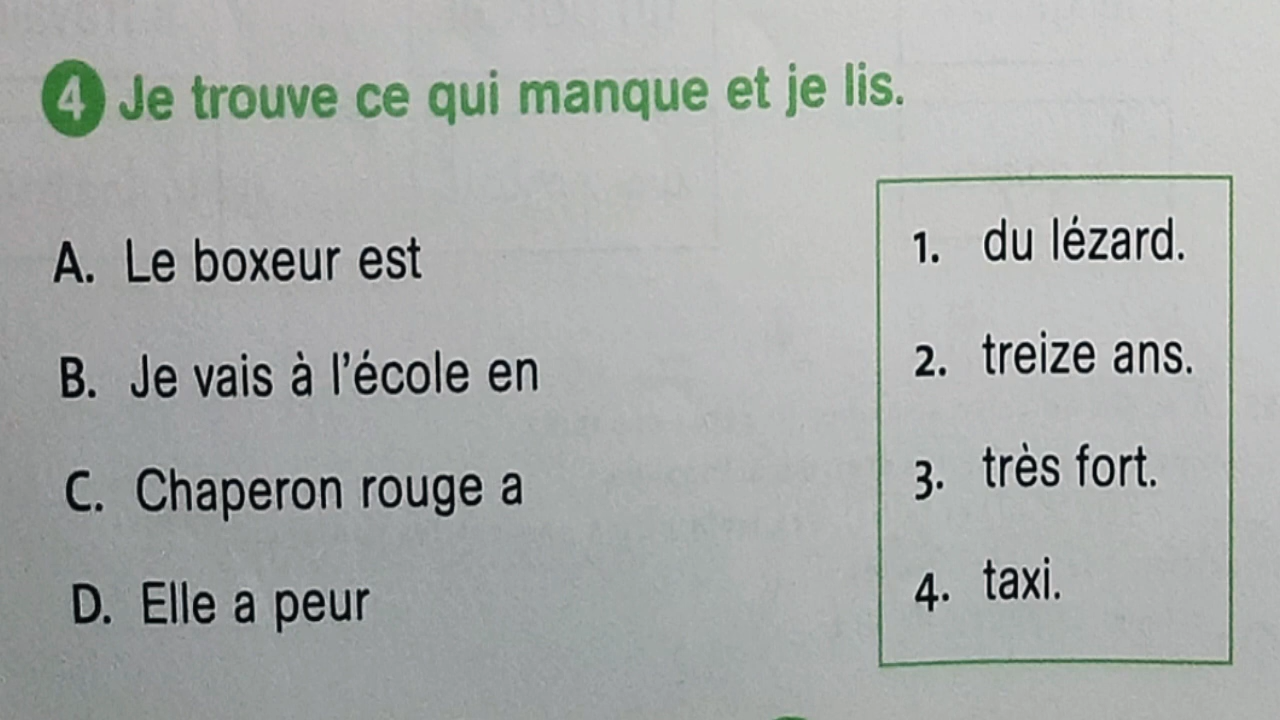 4 Je trouve ce qui manque et je lis.
A. Le boxeur est
B. Je vais à l'école en
C. Chaperon rouge a
D. Elle a peur
1. du lézard.
2. treize ans.
3. très fort.
4. taxi.